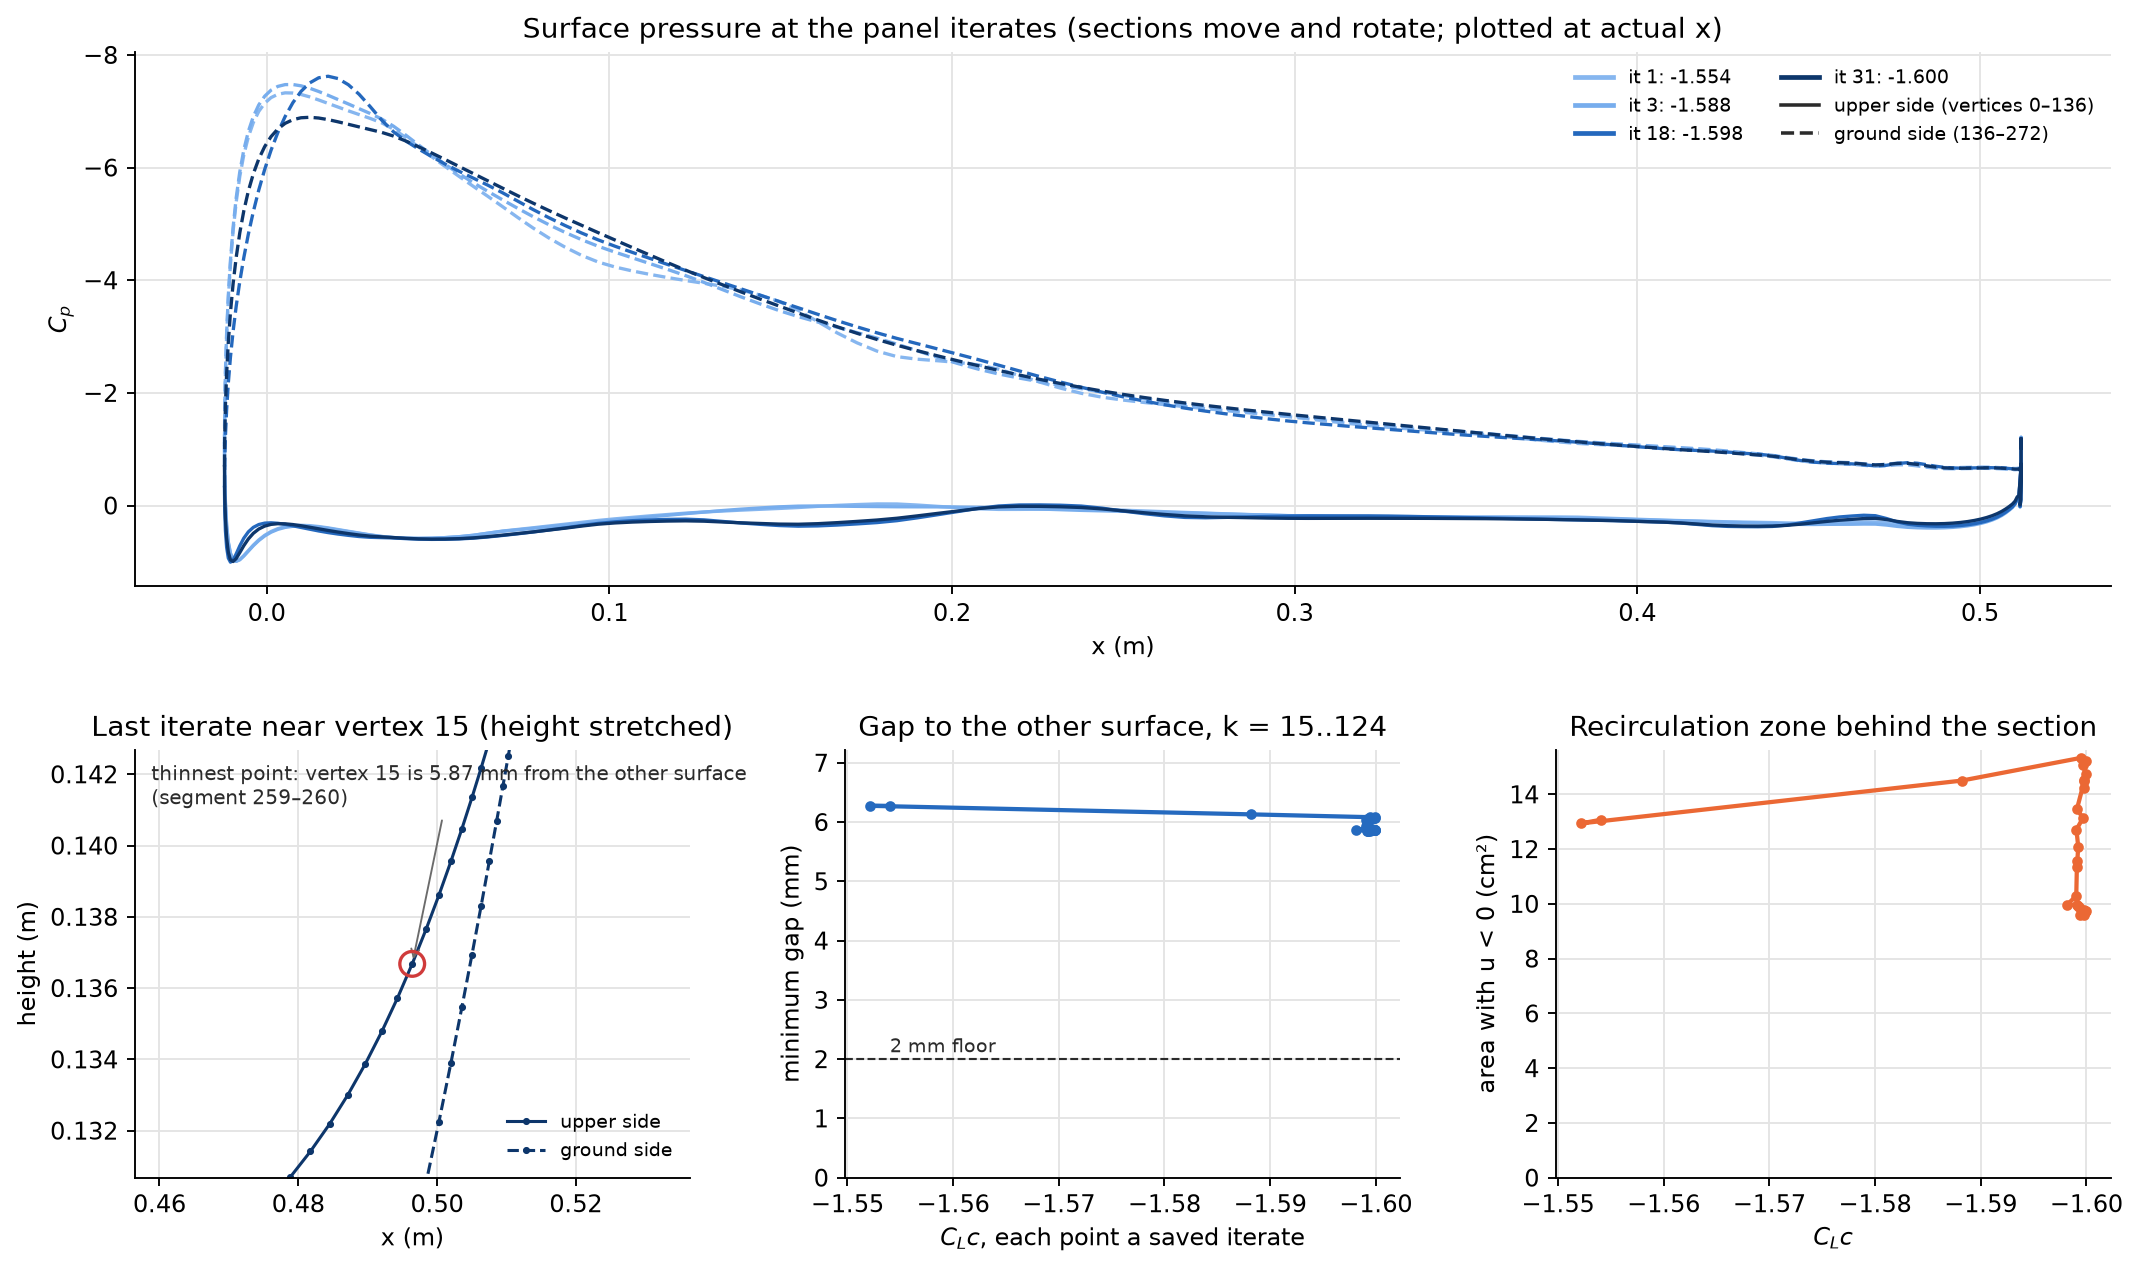 Surface pressure at the panel iterates (sections move and rotate; plotted at actual x)
−8
−6
−4
−2
0
Cp
it 1: -1.554
it 3: -1.588
it 18: -1.598
it 31: -1.600
upper side (vertices 0–136)
ground side (136–272)
0.0
0.1
0.2
0.3
0.4
0.5
x (m)
Last iterate near vertex 15 (height stretched)
thinnest point: vertex 15 is 5.87 mm from the other surface
(segment 259–260)
0.142
0.140
0.138
0.136
0.134
0.132
height (m)
upper side
ground side
0.46
0.48
0.50
0.52
x (m)
Gap to the other surface, k = 15..124
7
6
5
4
3
2
1
0
minimum gap (mm)
2 mm floor
−1.55
−1.56
−1.57
−1.58
−1.59
−1.60
CLc, each point a saved iterate
Recirculation zone behind the section
14
12
10
8
6
4
2
0
area with u < 0 (cm²)
−1.55
−1.56
−1.57
−1.58
−1.59
−1.60
CLc